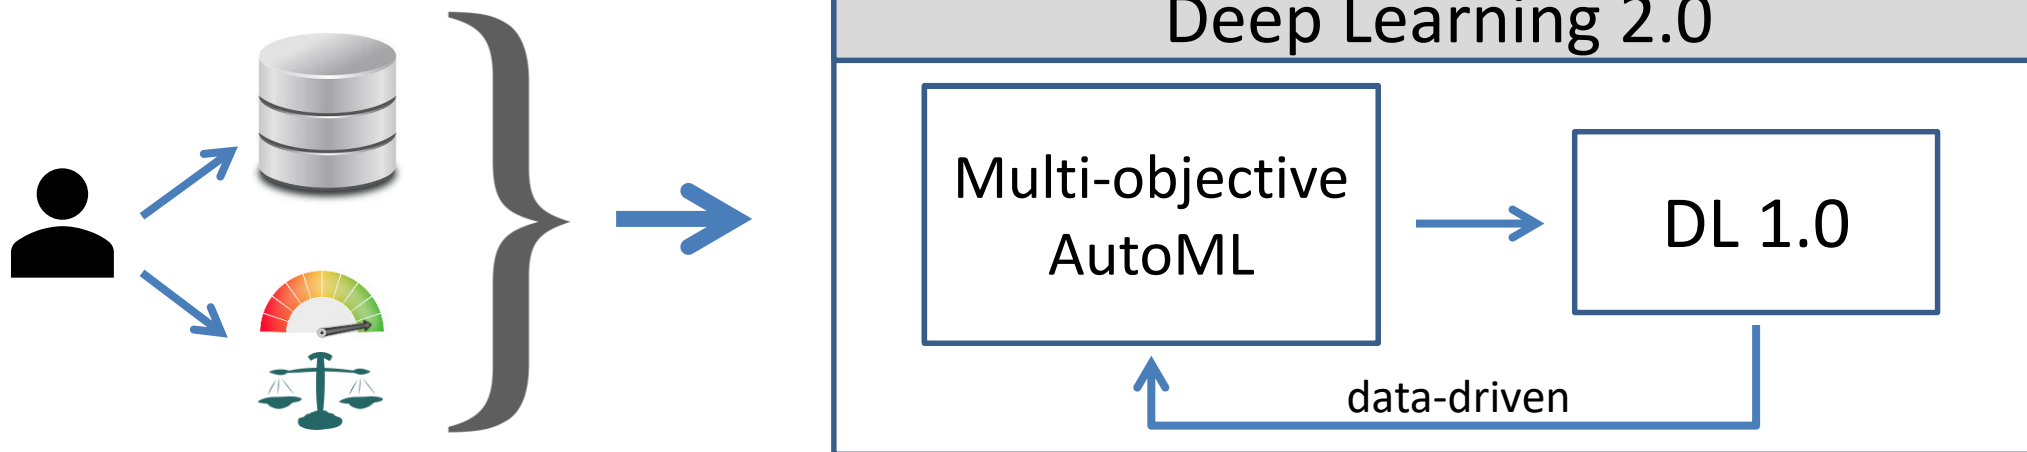 Deep Learning 2.0
Multi-objective
AutoML
DL 1.0
data-driven